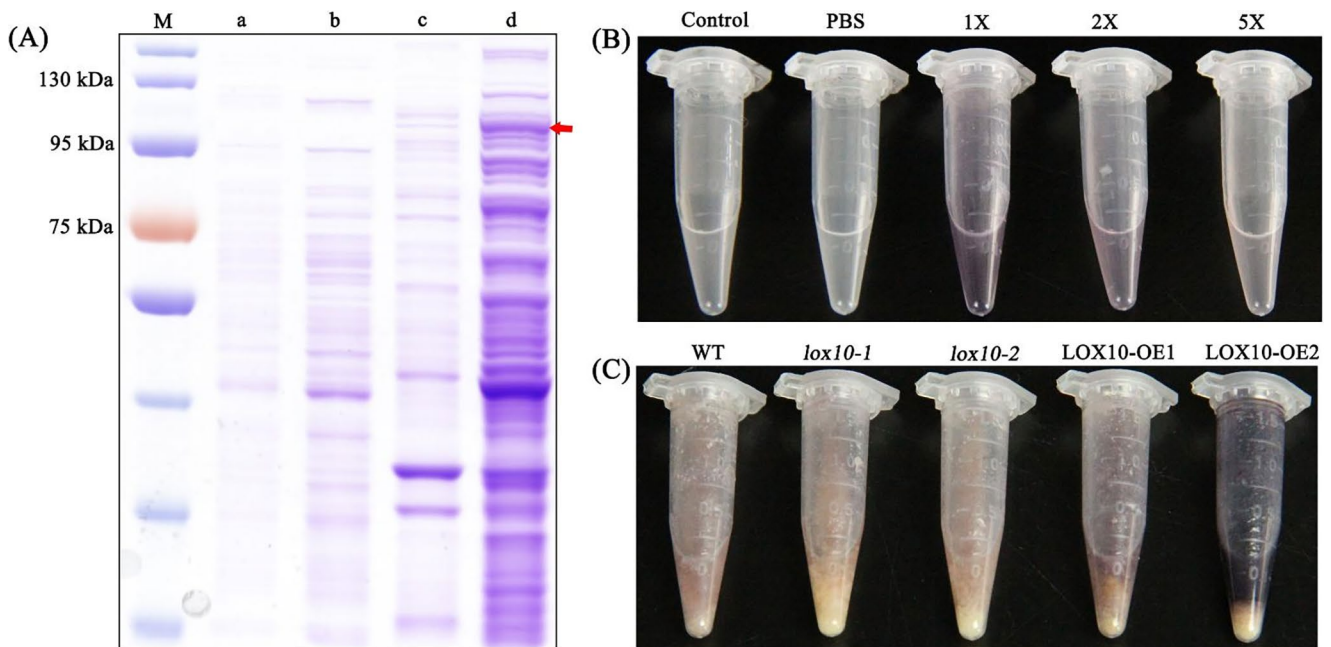 (A)
M a b c d
130 kDa
95 kDa
75 kDa
(B)
Control PBS 1X 2X 5X
(C)
WT lox10-1 lox10-2 LOX10-OE1 LOX10-OE2